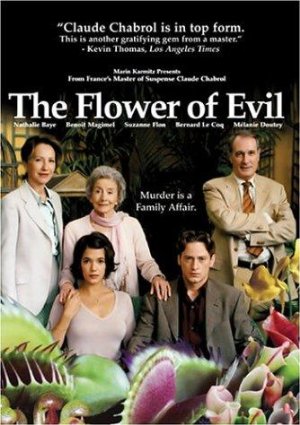 “Claude Chabrol is in top form.
This is another gratifying gem from a master.”
- Kevin Thomas, Los Angeles Times
Marin Karmitz Presents
From France's Master of Suspense Claude Chabrol
The Flower of Evil
Nathalie Baye Benoît Magimel Suzanne Flon Bernard Le Coq Mélanie Doutey
Murder is a
Family Affair.